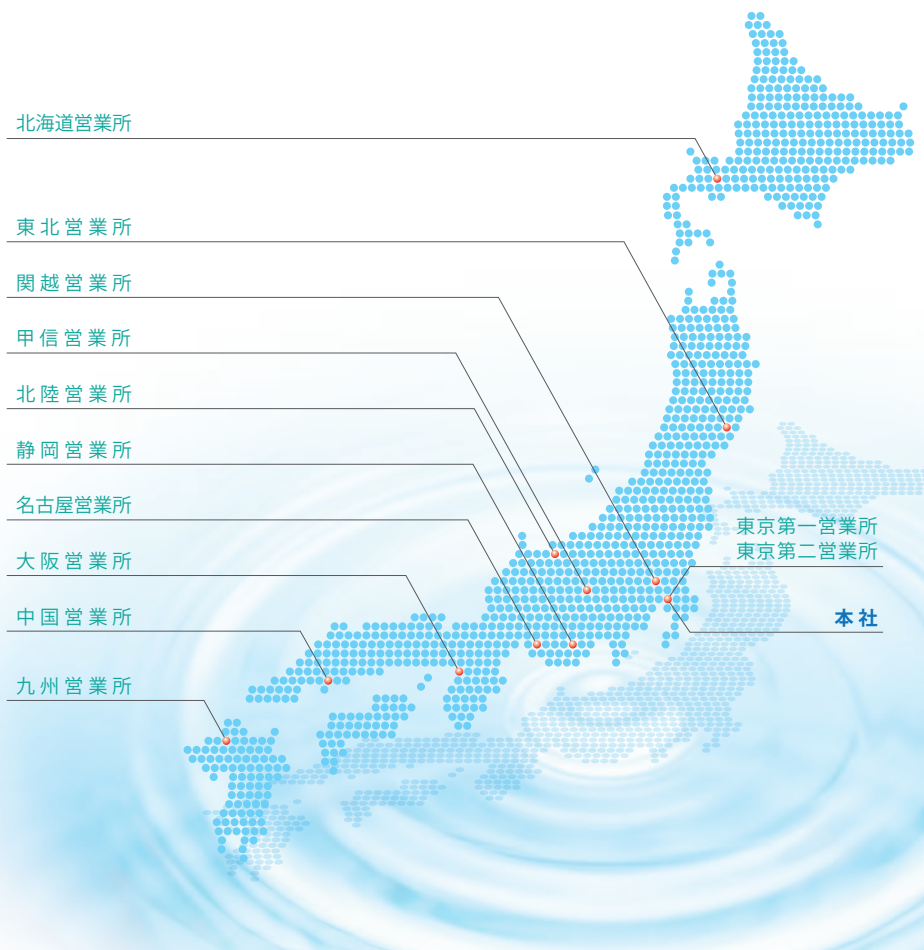 北海道営業所
東北営業所
関越営業所
甲信営業所
北陸営業所
静岡営業所
名古屋営業所
大阪営業所
中国営業所
九州営業所
東京第一営業所
東京第二営業所
本社